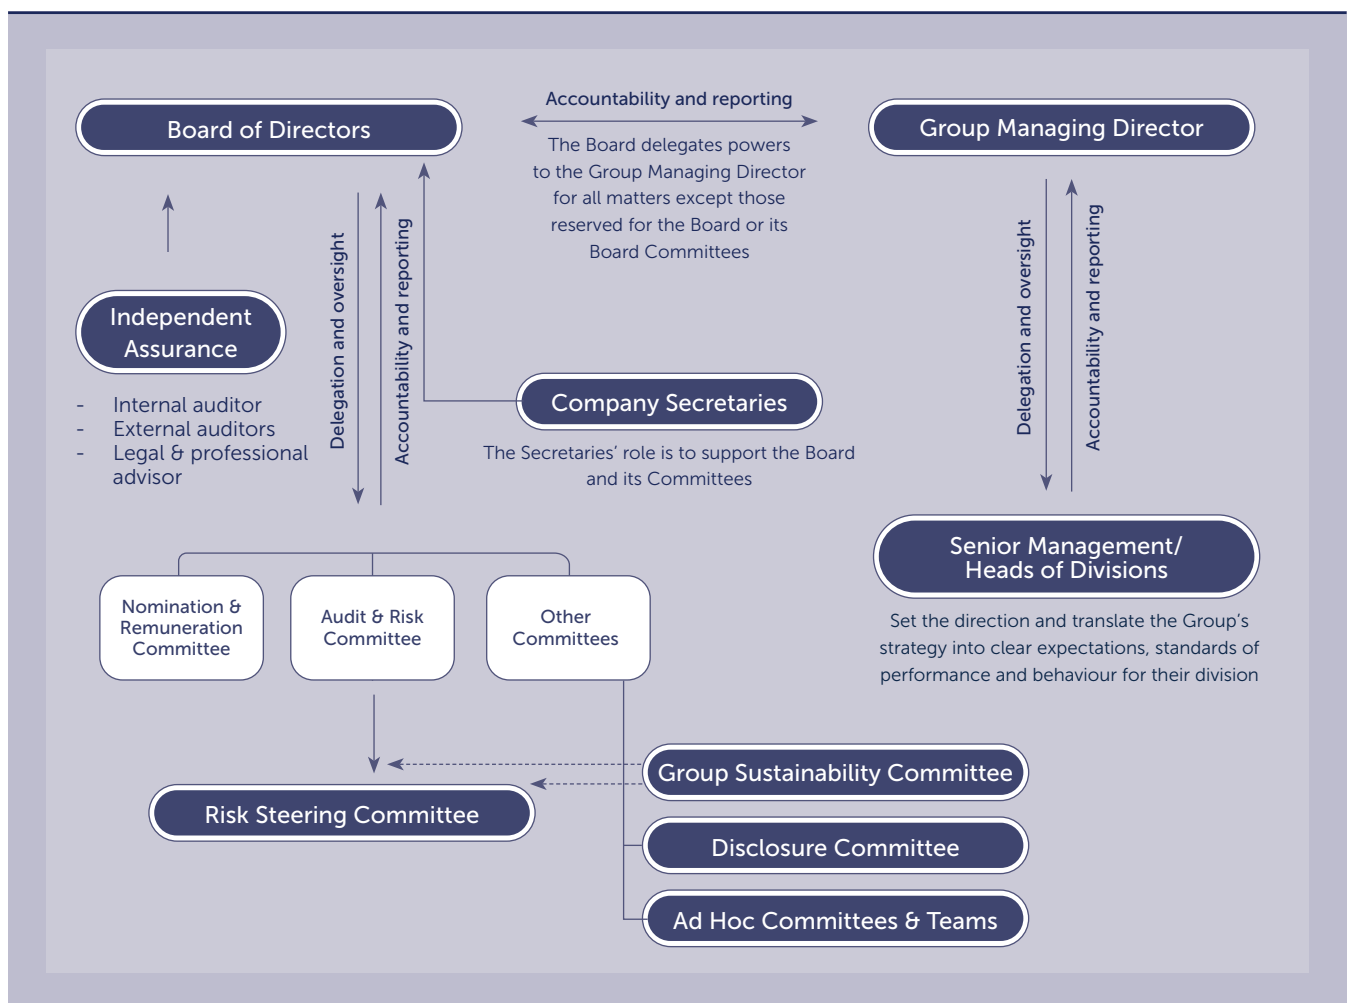 Board of Directors
Accountability and reporting
The Board delegates powers
to the Group Managing Director
for all matters except those
reserved for the Board or its
Board Committees
Group Managing Director
Independent
Assurance
- Internal auditor
- External auditors
- Legal & professional
advisor
Delegation and oversight
Accountability and reporting
Company Secretaries
The Secretaries’ role is to support the Board
and its Committees
Delegation and oversight
Accountability and reporting
Senior Management/
Heads of Divisions
Set the direction and translate the Group’s
strategy into clear expectations, standards of
performance and behaviour for their division
Nomination &
Remuneration
Committee
Audit & Risk
Committee
Other
Committees
Risk Steering Committee
Group Sustainability Committee
Disclosure Committee
Ad Hoc Committees & Teams